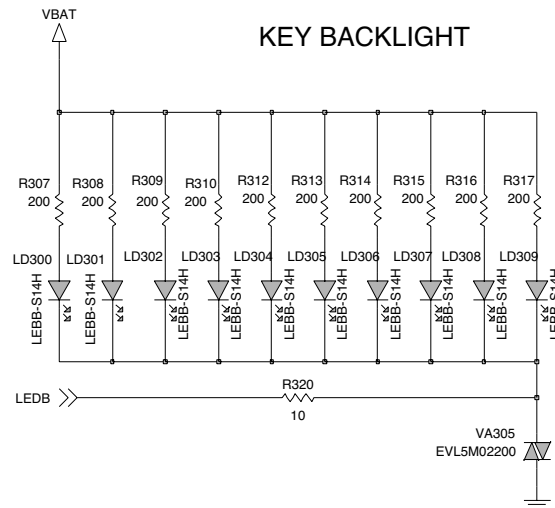 VBAT
KEY BACKLIGHT
R307 R308 R309 R310 R312 R313 R314 R315 R316 R317
200 200 200 200 200 200 200 200 200 200
LD300 LD301 LD302 LD303 LD304 LD305 LD306 LD307 LD308 LD309
LEBB-S14H LEBB-S14H LEBB-S14H LEBB-S14H LEBB-S14H LEBB-S14H LEBB-S14H LEBB-S14H LEBB-S14H LEBB-S14H
R320
LEDB
10
VA305
EVL5M02200